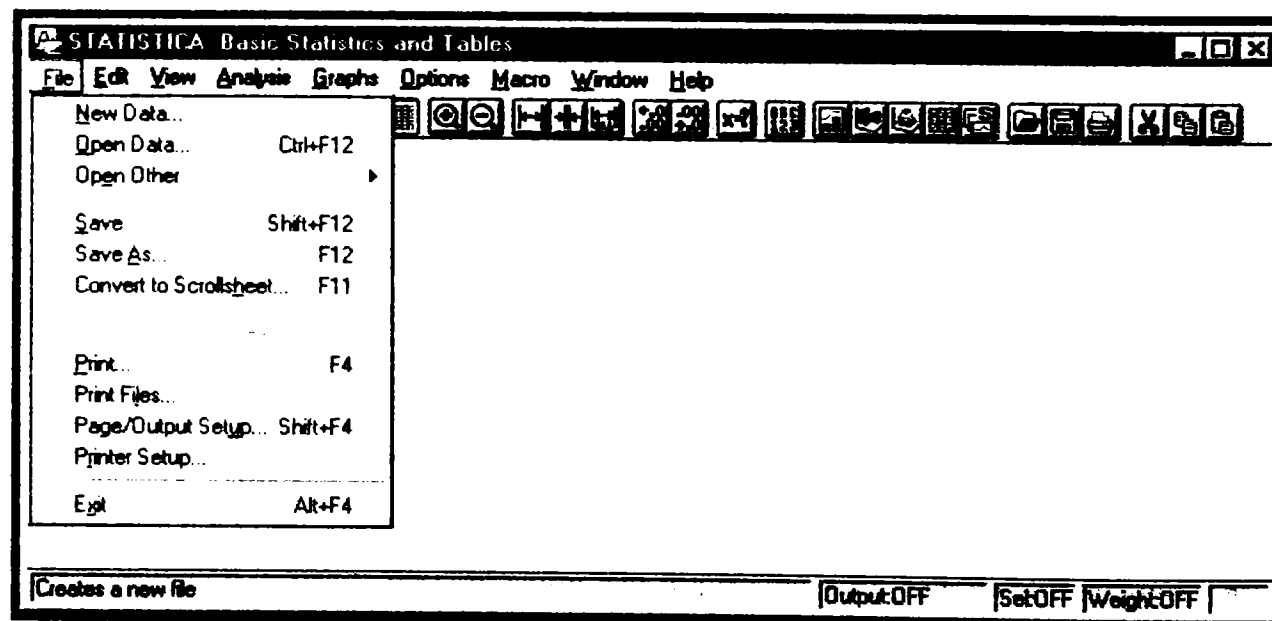 STATISTICA Basic Statistics and Tables
File Edit View Analysis Graphs Options Macro Window Help
New Data...
Open Data... Ctrl+F12
Open Other
Save Shift+F12
Save As... F12
Convert to Scrollsheet... F11
Print... F4
Print Files...
Page/Output Setup... Shift+F4
Printer Setup...
Exit Alt+F4
Creates a new file Output:OFF Sel:OFF Weight:OFF